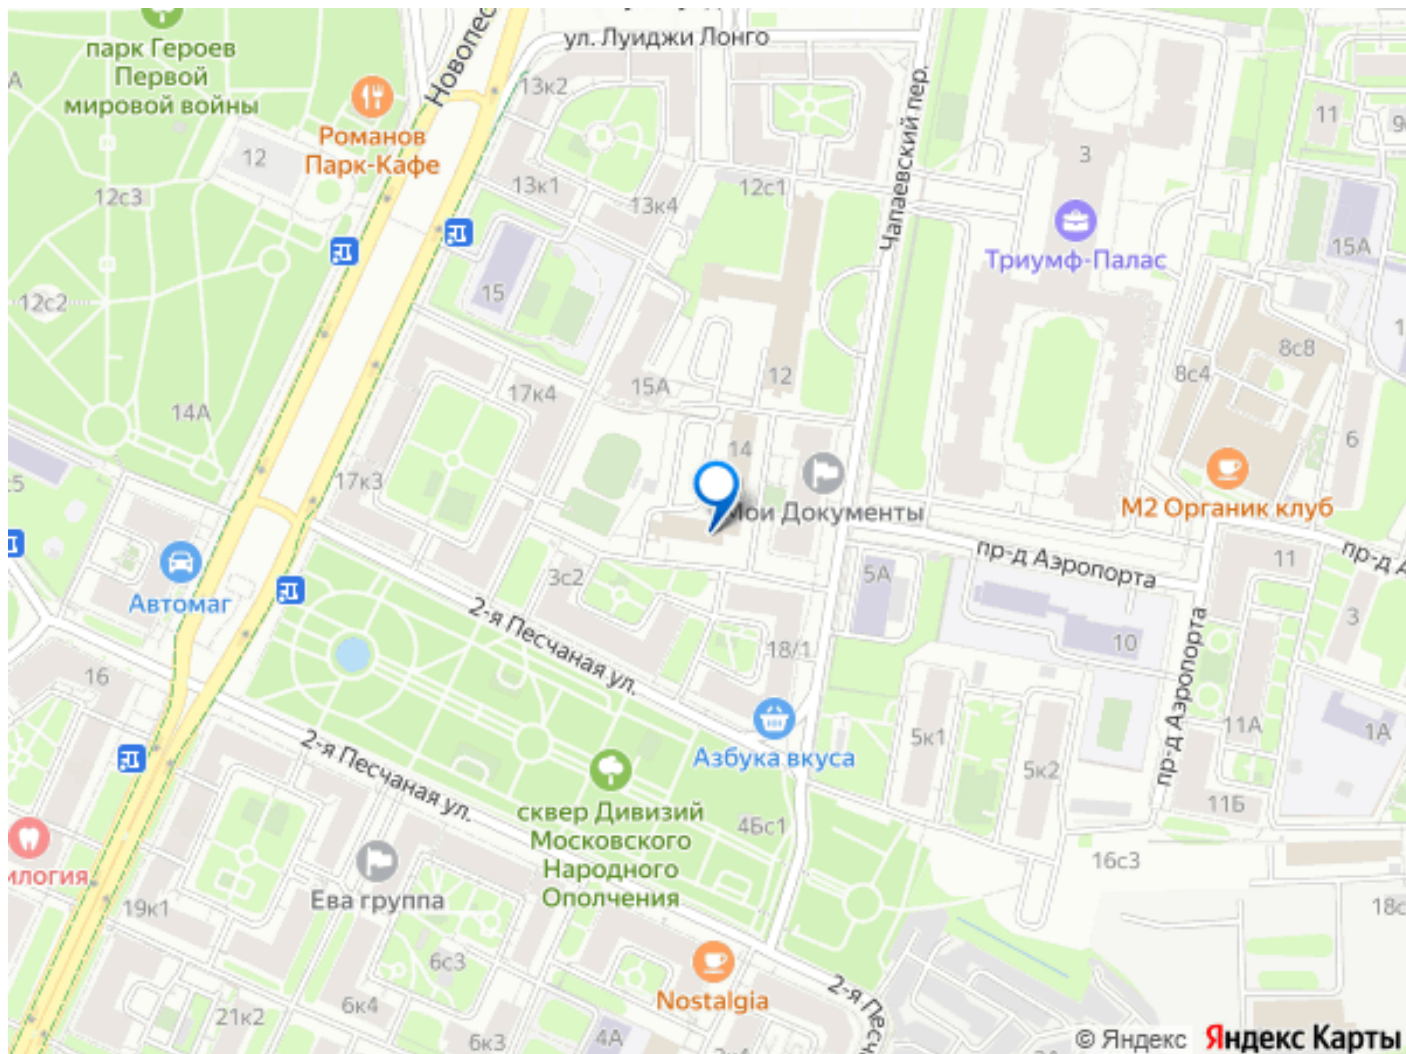 ул. Луиджи Лонго
парк Героев
Первой
мировой войны
13к2
Чапаевский пер.
11
Романов
Парк-Кафе
12
3
12с3
13к1
13к4
12с1
15А
Триумф-Палас
15
12с2
8с8
8с4
12
15А
17к4
14А
6
14
17к3
Мои Документы
М2 Органик клуб
пр-д Аэропорта
11
Автомаг
3с2
5А
2-я Песчаная ул.
3
10
18/1
пр-д Аэропорта
16
11А
1А
5к1
Азбука вкуса
5к2
2-я Песчаная ул.
11Б
сквер Дивизий
Московского
Народного
Ополчения
4Бс1
16с3
Ева группа
19к1
6с3
Nostalgia
6к4
21к2
6к3
4А
© Яндекс Яндекс Карты